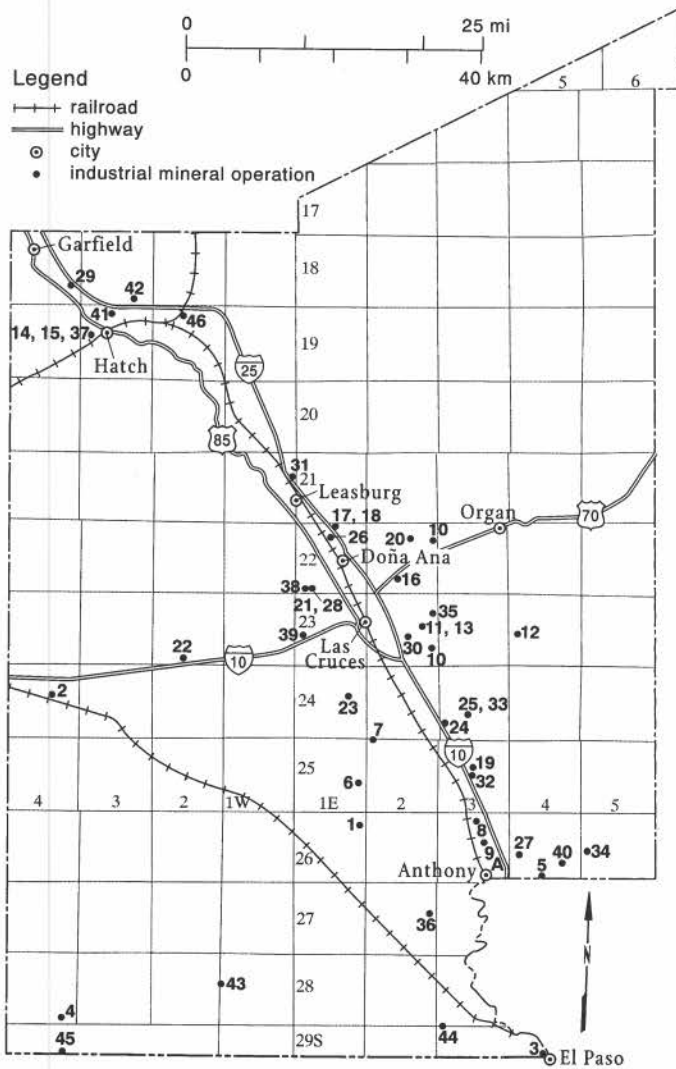 0 25 mi
0 40 km
Legend
railroad
highway
city
industrial mineral operation
5 6
17
Garfield
18
29
42
41
46
14, 15, 37
Hatch
19
25
20
85
31
21
Leasburg
17, 18
Organ
70
10
20
26
22
Doña Ana
16
38
21, 28
35
23
11, 13
12
39
Las
Cruces
30
10
22
10
2
24
23
25, 33
24
7
10
19
25
6
32
4 3 2 1W 1E 2 3 4 5
1
8
27
9
34
26
40
A
Anthony
5
36
27
N
28
43
4
44
29S
45
3
El Paso